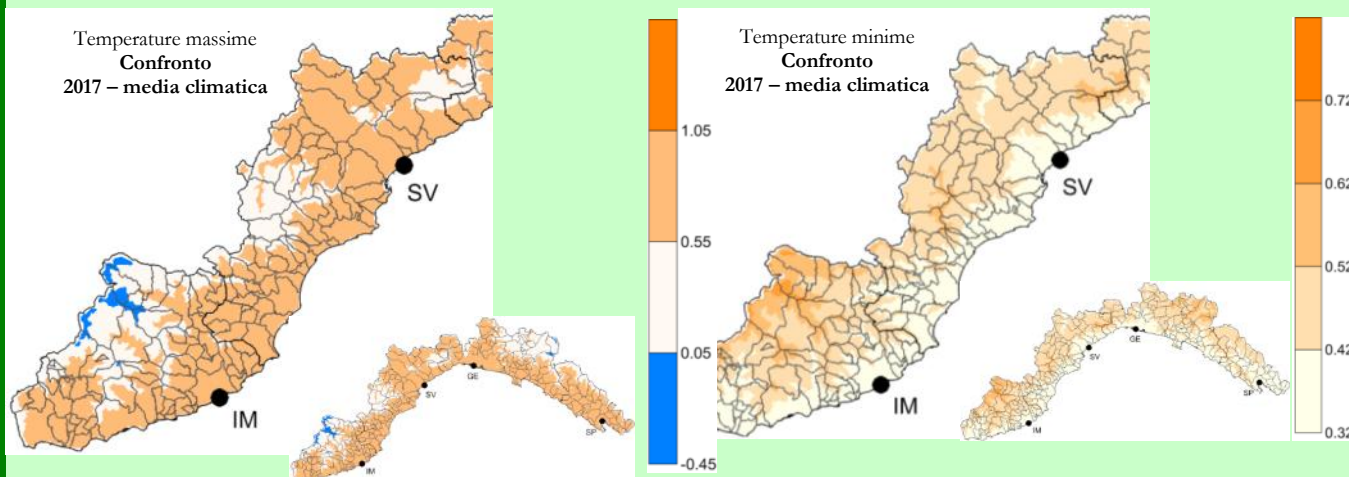 Temperature massime
Confronto
2017 – media climatica
SV
IM
SV
GE
SP
IM
1.05
0.55
0.05
-0.45
Temperature minime
Confronto
2017 – media climatica
SV
IM
SV
GE
SP
IM
0.72
0.62
0.52
0.42
0.32